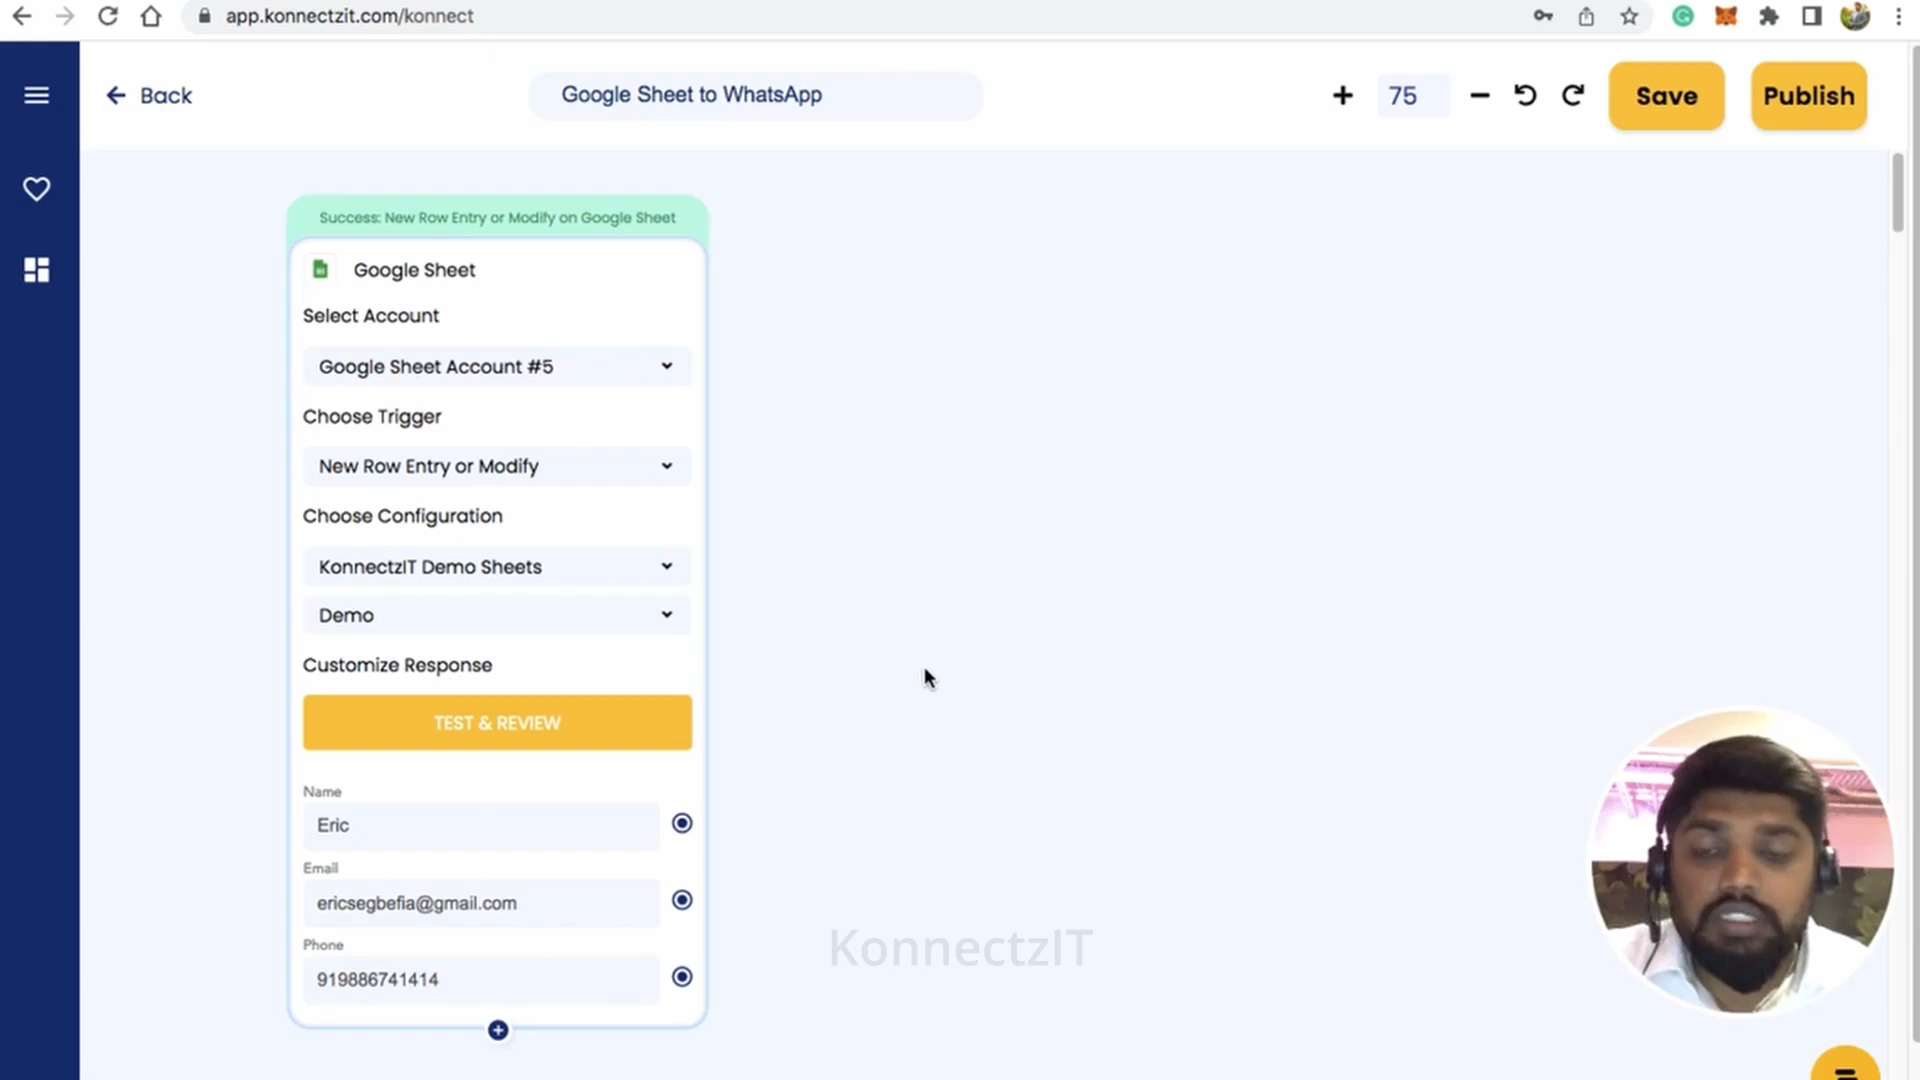 app.konnectzit.com/konnect
Back
Google Sheet to WhatsApp
75
Save
Publish
Success: New Row Entry or Modify on Google Sheet
Google Sheet
Select Account
Google Sheet Account #5
Choose Trigger
New Row Entry or Modify
Choose Configuration
KonnectzIT Demo Sheets
Demo
Customize Response
TEST & REVIEW
Name
Eric
Email
ericsegbefia@gmail.com
Phone
919886741414
KonnectzIT